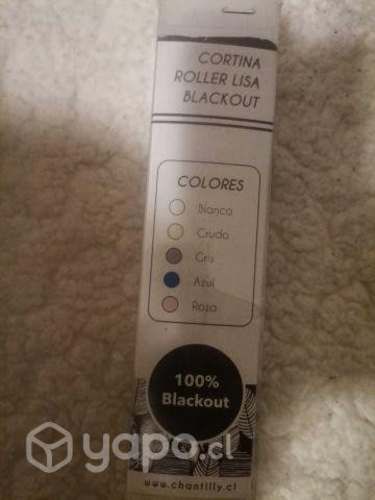 CORTINA
ROLLER LISA
BLACKOUT
COLORES
Blanco
Crudo
Gris
Azul
Rosa
100%
Blackout
yapo.cl
www.chantilly.cl